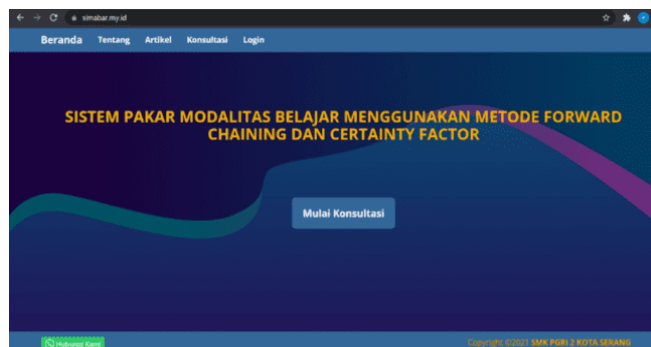 simabar.my.id
Beranda Tentang Artikel Konsultasi Login
SISTEM PAKAR MODALITAS BELAJAR MENGGUNAKAN METODE FORWARD
CHAINING DAN CERTAINTY FACTOR
Mulai Konsultasi
Hubungi Kami
Copyright ©2021 SMK PGRI 2 KOTA SERANG